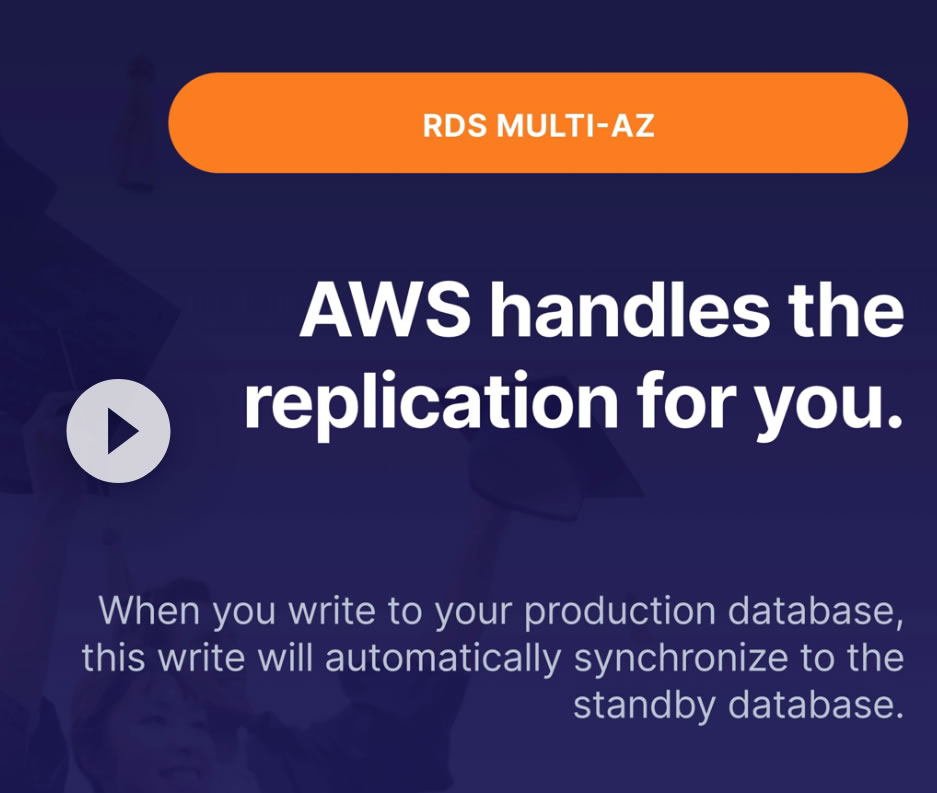 RDS MULTI-AZ
AWS handles the
replication for you.
When you write to your production database,
this write will automatically synchronize to the
standby database.